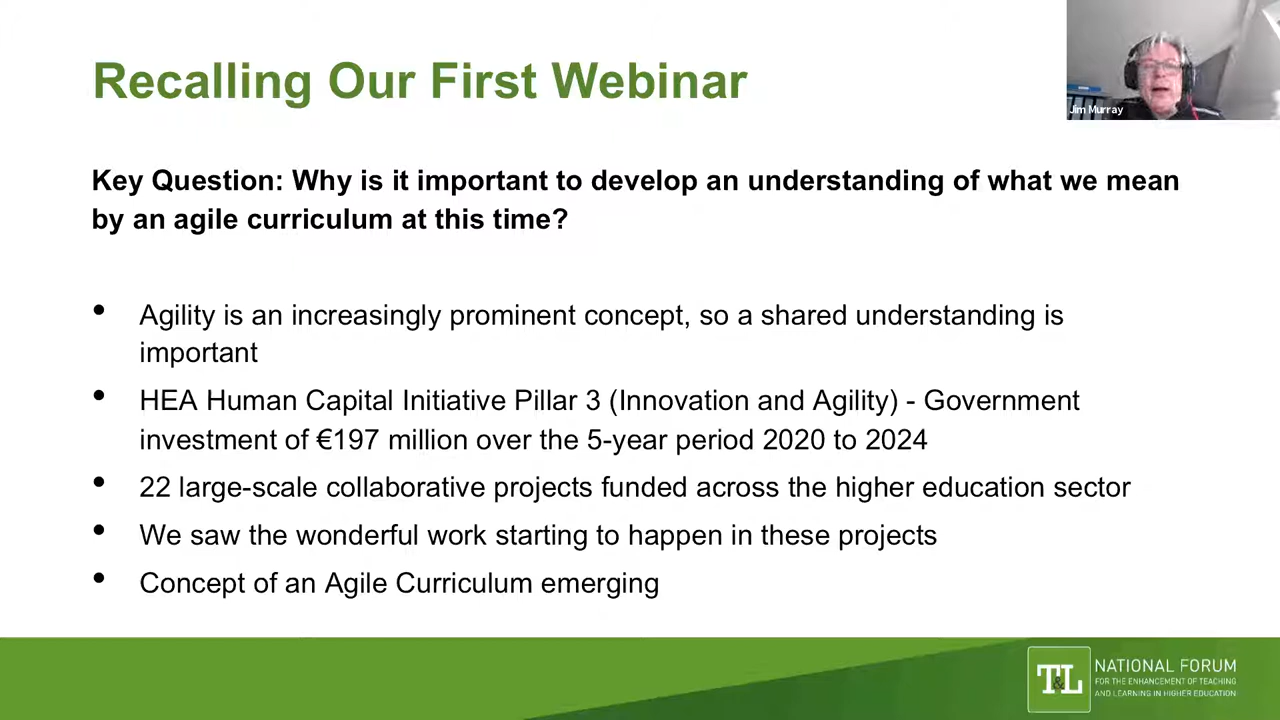 Recalling Our First Webinar
Jim Murray
Key Question: Why is it important to develop an understanding of what we mean
by an agile curriculum at this time?
• Agility is an increasingly prominent concept, so a shared understanding is
important
• HEA Human Capital Initiative Pillar 3 (Innovation and Agility) - Government
investment of €197 million over the 5-year period 2020 to 2024
• 22 large-scale collaborative projects funded across the higher education sector
• We saw the wonderful work starting to happen in these projects
• Concept of an Agile Curriculum emerging
T&L
NATIONAL FORUM
FOR THE ENHANCEMENT OF TEACHING
AND LEARNING IN HIGHER EDUCATION